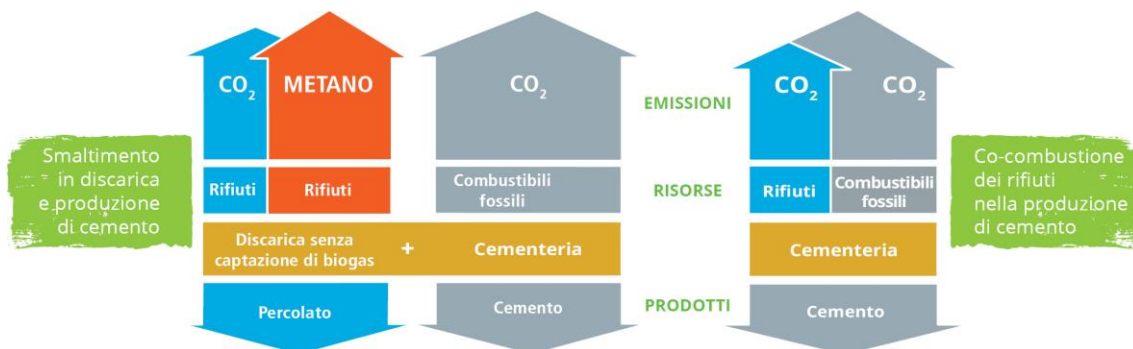 CO₂
METANO
CO₂
EMISSIONI
CO₂
CO₂
Smaltimento
in discarica
e produzione
di cemento
Rifiuti
Rifiuti
Combustibili
fossili
RISORSE
Rifiuti
Combustibili
fossili
Co-combustione
dei rifiuti
nella produzione
di cemento
Discarica senza
captazione di biogas
+
Cementeria
Cementeria
Percolato
Cemento
PRODOTTI
Cemento